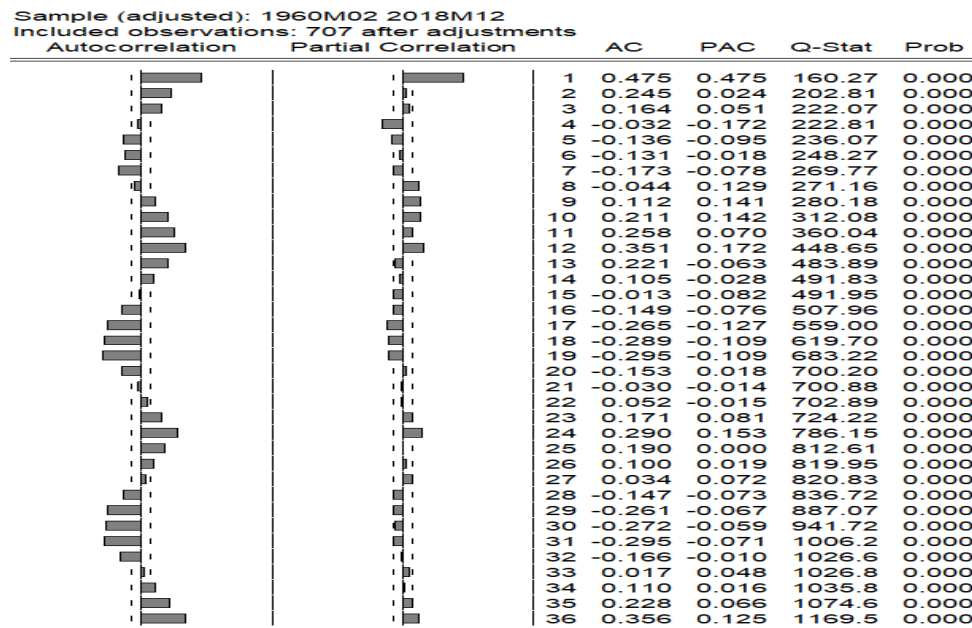 Sample (adjusted): 1960M02 2018M12
Included observations: 707 after adjustments
Autocorrelation Partial Correlation AC PAC Q-Stat Prob
1 0.475 0.475 160.27 0.000
2 0.245 0.024 202.81 0.000
3 0.164 0.051 222.07 0.000
4 -0.032 -0.172 222.81 0.000
5 -0.136 -0.095 236.07 0.000
6 -0.131 -0.018 248.27 0.000
7 -0.173 -0.078 269.77 0.000
8 -0.044 0.129 271.16 0.000
9 0.112 0.141 280.18 0.000
10 0.211 0.142 312.08 0.000
11 0.258 0.070 360.04 0.000
12 0.351 0.172 448.65 0.000
13 0.221 -0.063 483.89 0.000
14 0.105 -0.028 491.83 0.000
15 -0.013 -0.082 491.95 0.000
16 -0.149 -0.076 507.96 0.000
17 -0.265 -0.127 559.00 0.000
18 -0.289 -0.109 619.70 0.000
19 -0.295 -0.109 683.22 0.000
20 -0.153 0.018 700.20 0.000
21 -0.030 -0.014 700.88 0.000
22 0.052 -0.015 702.89 0.000
23 0.171 0.081 724.22 0.000
24 0.290 0.153 786.15 0.000
25 0.190 0.000 812.61 0.000
26 0.100 0.019 819.95 0.000
27 0.034 0.072 820.83 0.000
28 -0.147 -0.073 836.72 0.000
29 -0.261 -0.067 887.07 0.000
30 -0.272 -0.059 941.72 0.000
31 -0.295 -0.071 1006.2 0.000
32 -0.166 -0.010 1026.6 0.000
33 0.017 0.048 1026.8 0.000
34 0.110 0.016 1035.8 0.000
35 0.228 0.066 1074.6 0.000
36 0.356 0.125 1169.5 0.000